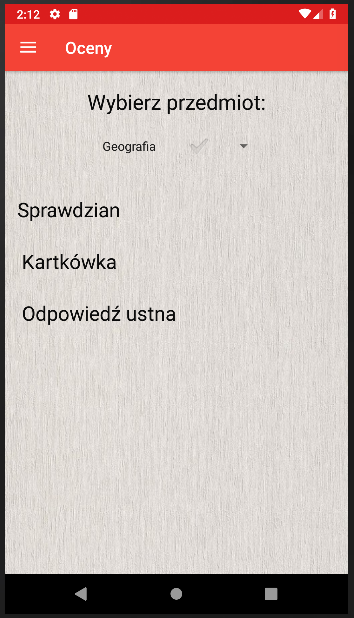 2:12
Oceny
Wybierz przedmiot:
Geografia
Sprawdzian
Kartkówka
Odpowiedź ustna